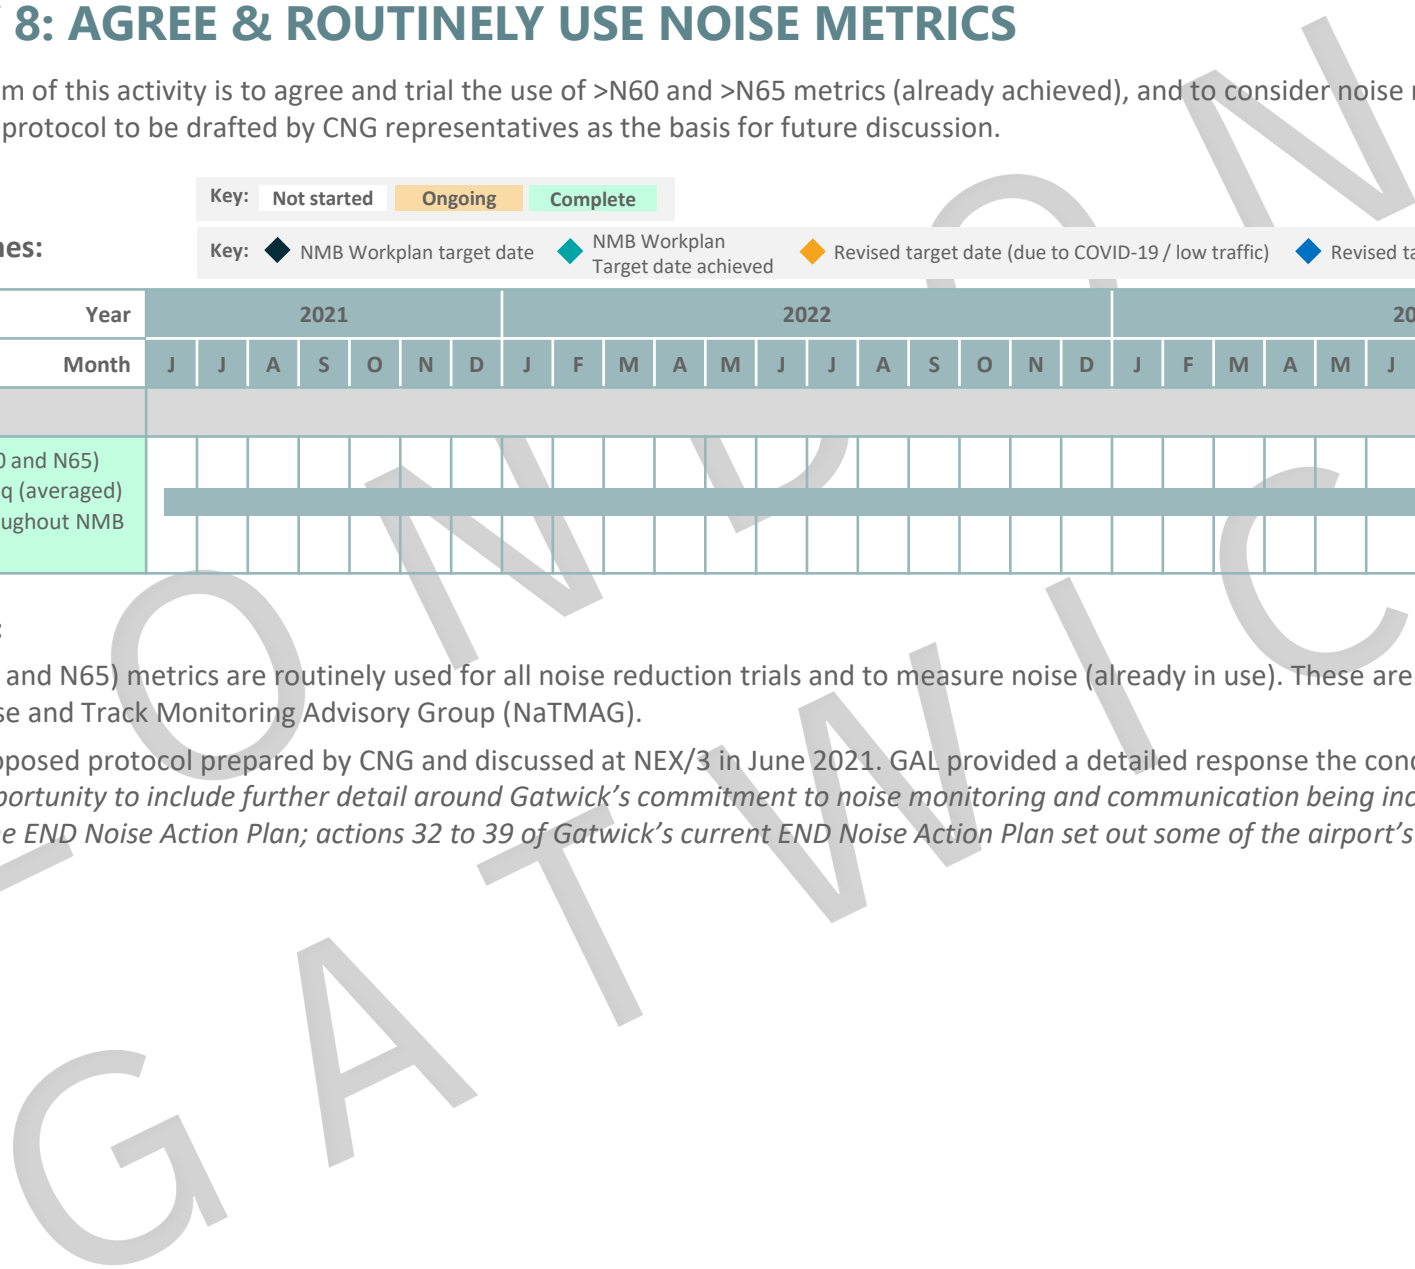 8: AGREE & ROUTINELY USE NOISE METRICS
m of this activity is to agree and trial the use of >N60 and >N65 metrics (already achieved), and to consider noise
protocol to be drafted by CNG representatives as the basis for future discussion.
Key: Not started Ongoing Complete
nes:
Key: NMB Workplan target date NMB Workplan Target date achieved Revised target date (due to COVID-19 / low traffic) Revised ta
Year 2021 2022 20
Month J J A S O N D J F M A M J J A S O N D J F M A M J
0 and N65)
q (averaged)
ughout NMB
:
and N65) metrics are routinely used for all noise reduction trials and to measure noise (already in use). These are
se and Track Monitoring Advisory Group (NaTMAG).
oposed protocol prepared by CNG and discussed at NEX/3 in June 2021. GAL provided a detailed response the conc
portunity to include further detail around Gatwick’s commitment to noise monitoring and communication being inc
e END Noise Action Plan; actions 32 to 39 of Gatwick’s current END Noise Action Plan set out some of the airport’s
LONDON
GATWIC